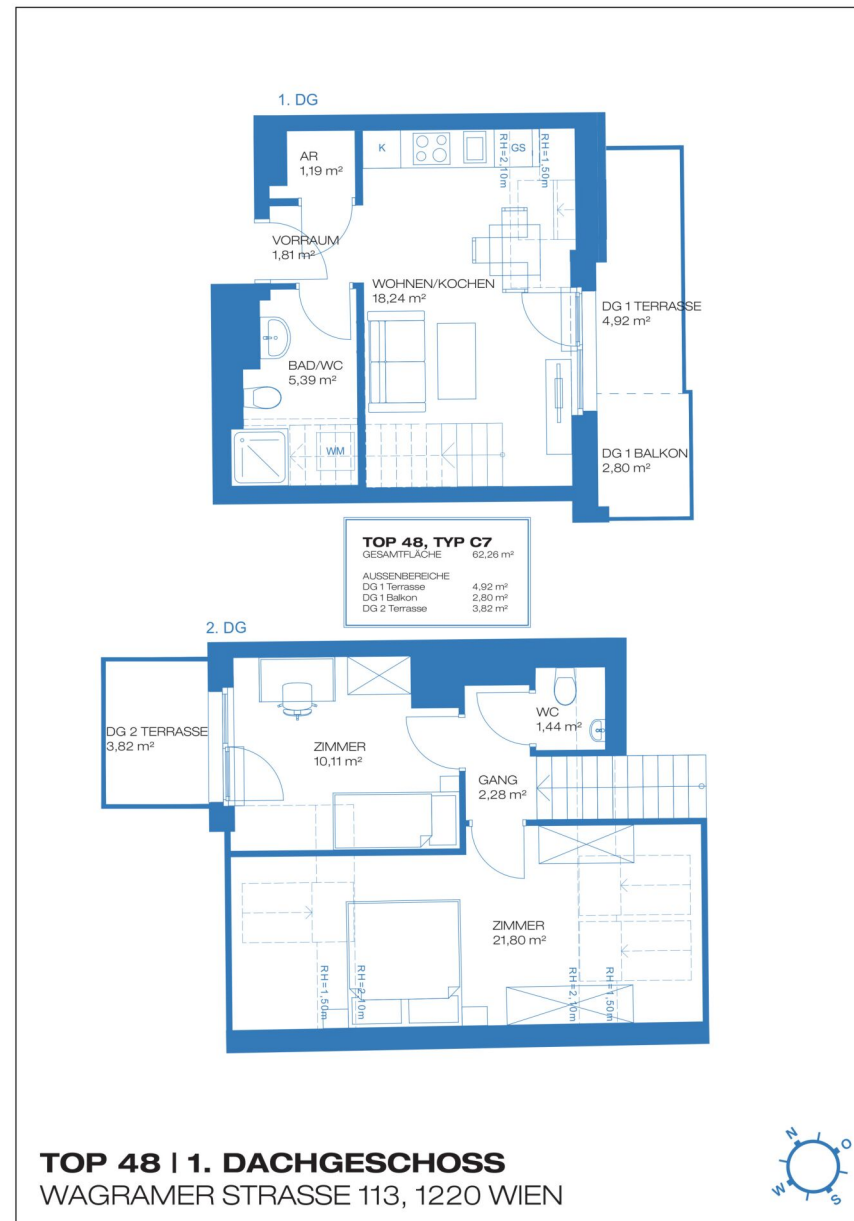 1. DG
AR
1,19 m²
K
GS
RH=2,10m
RH=1,50m
VORRAUM
1,81 m²
WOHNEN/KOCHEN
18,24 m²
DG 1 TERRASSE
4,92 m²
BAD/WC
5,39 m²
WM
DG 1 BALKON
2,80 m²
TOP 48, TYP C7
GESAMTFLÄCHE 62,26 m²
AUSSENBEREICHE
DG 1 Terrasse 4,92 m²
DG 1 Balkon 2,80 m²
DG 2 Terrasse 3,82 m²
2. DG
DG 2 TERRASSE
3,82 m²
ZIMMER
10,11 m²
WC
1,44 m²
GANG
2,28 m²
ZIMMER
21,80 m²
RH=1,50m
RH=2,10m
RH=2,10m
RH=1,50m
TOP 48 | 1. DACHGESCHOSS
WAGRAMER STRASSE 113, 1220 WIEN
N
O
W
S